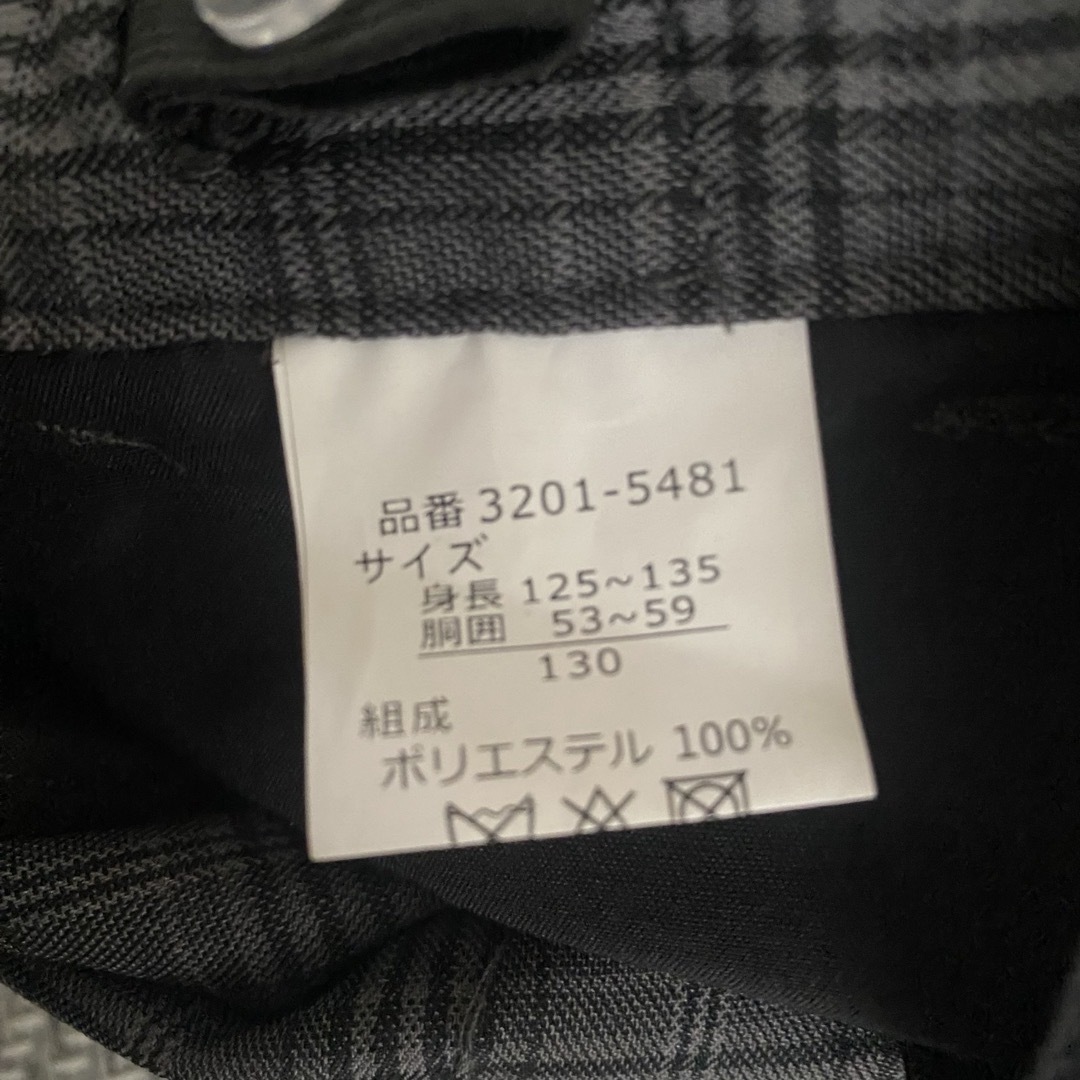 品番 3201-5481
サイズ
身長 125~135
胴囲 53~59
130
組成
ポリエステル 100%